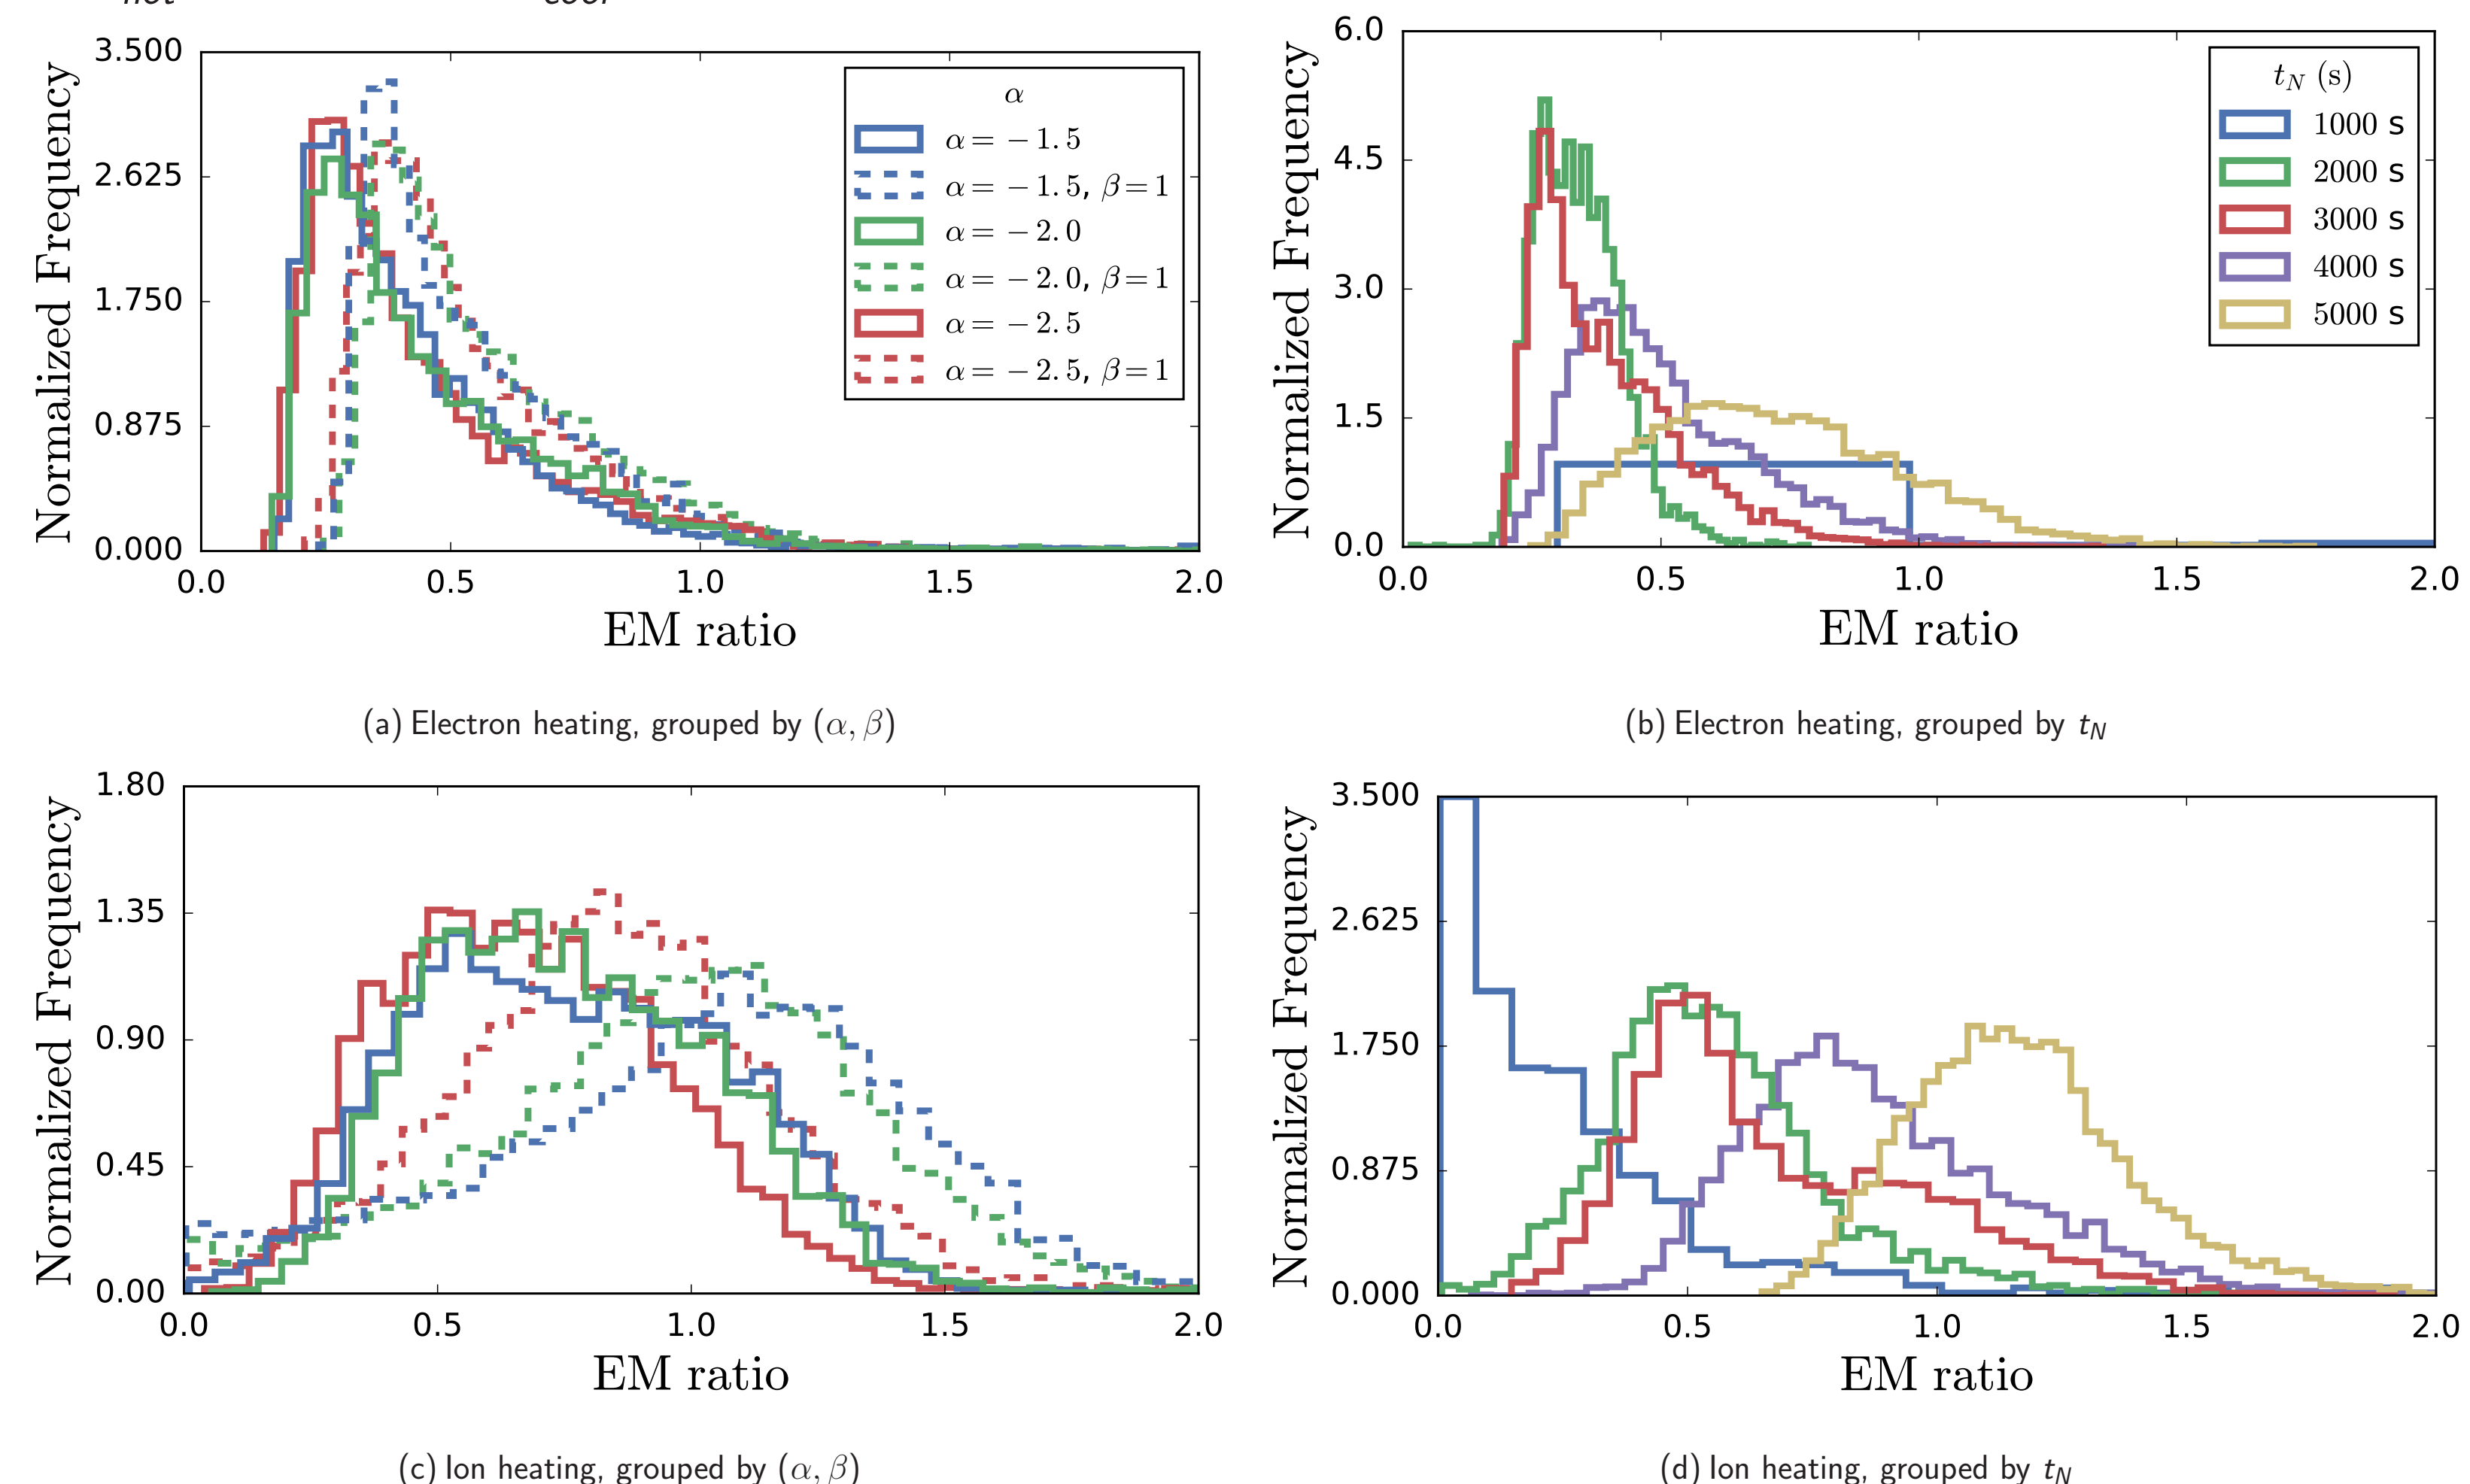 3.500
2.625
1.750
0.875
0.000
0.0 0.5 1.0 1.5 2.0
Normalized Frequency
EM ratio
α
α = −1.5
α = −1.5, β = 1
α = −2.0
α = −2.0, β = 1
α = −2.5
α = −2.5, β = 1
(a) Electron heating, grouped by (α, β)
6.0
4.5
3.0
1.5
0.0
0.0 0.5 1.0 1.5 2.0
Normalized Frequency
EM ratio
t_N (s)
1000 s
2000 s
3000 s
4000 s
5000 s
(b) Electron heating, grouped by t_N
1.80
1.35
0.90
0.45
0.00
0.0 0.5 1.0 1.5 2.0
Normalized Frequency
EM ratio
(c) Ion heating, grouped by (α, β)
3.500
2.625
1.750
0.875
0.000
0.0 0.5 1.0 1.5 2.0
Normalized Frequency
EM ratio
(d) Ion heating, grouped by t_N